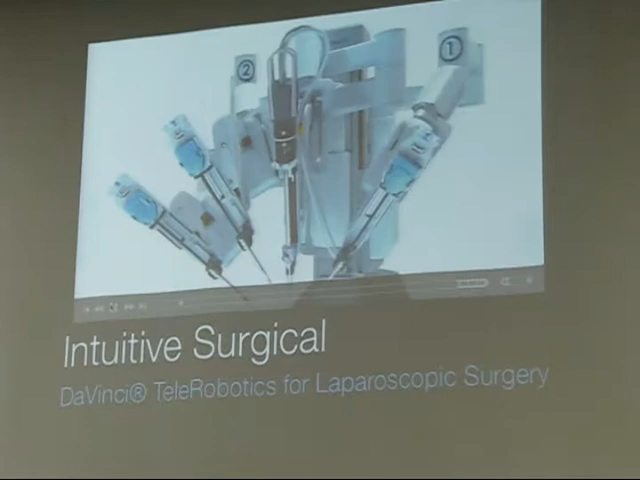 ② ①
Intuitive Surgical
DaVinci® TeleRobotics for Laparoscopic Surgery